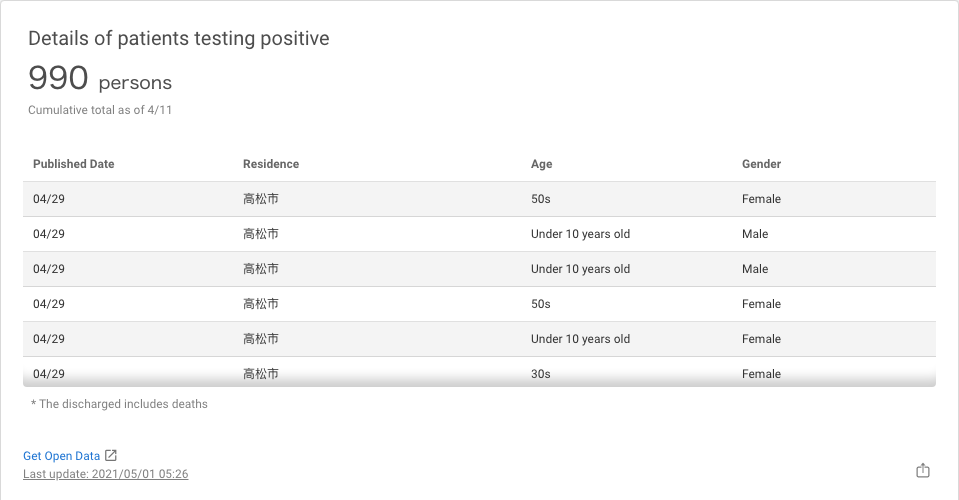 Details of patients testing positive
990 persons
Cumulative total as of 4/11
Published Date Residence Age Gender
04/29 高松市 50s Female
04/29 高松市 Under 10 years old Male
04/29 高松市 Under 10 years old Male
04/29 高松市 50s Female
04/29 高松市 Under 10 years old Female
04/29 高松市 30s Female
* The discharged includes deaths
Get Open Data
Last update: 2021/05/01 05:26